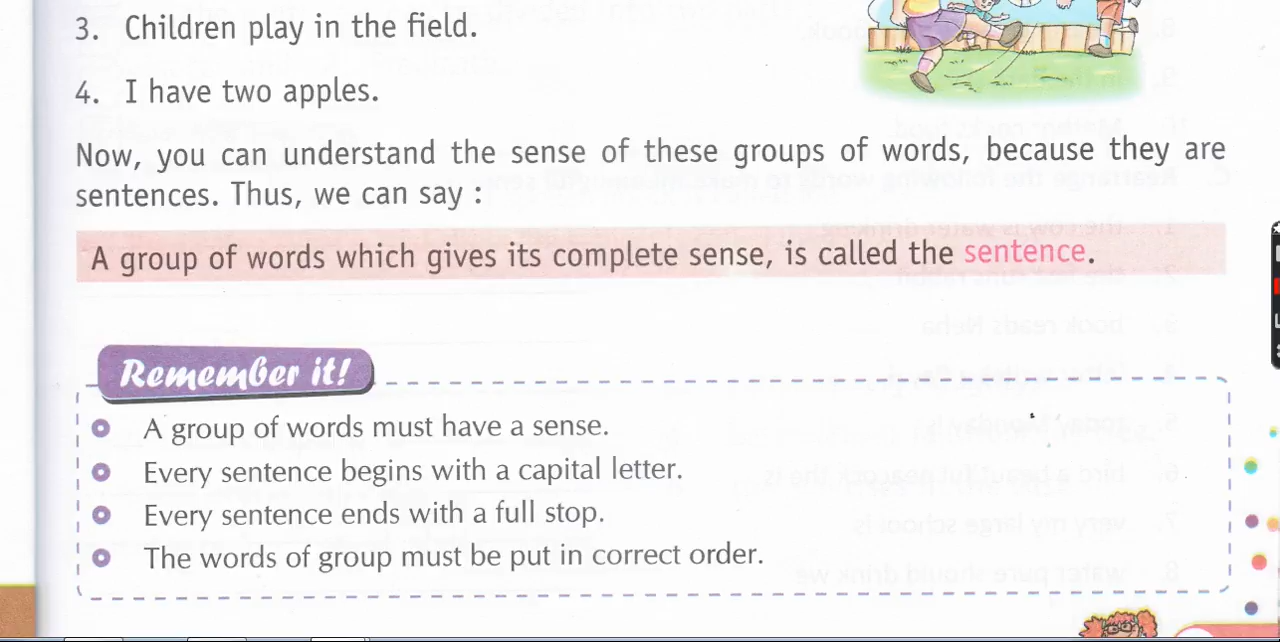 3. Children play in the field.
4. I have two apples.
Now, you can understand the sense of these groups of words, because they are
sentences. Thus, we can say :
A group of words which gives its complete sense, is called the sentence.
Remember it!
A group of words must have a sense.
Every sentence begins with a capital letter.
Every sentence ends with a full stop.
The words of group must be put in correct order.